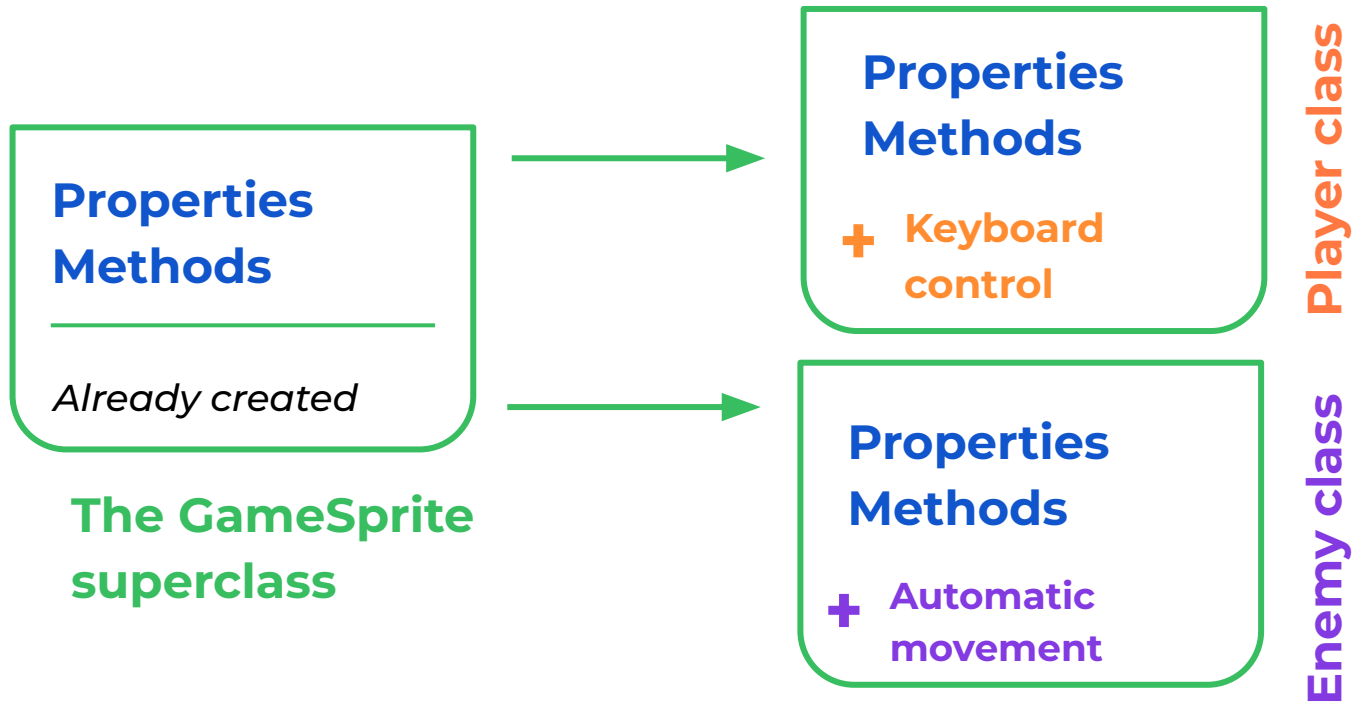 Properties
Methods
Already created
The GameSprite
superclass
Properties
Methods
+ Keyboard
control
Player class
Properties
Methods
+ Automatic
movement
Enemy class